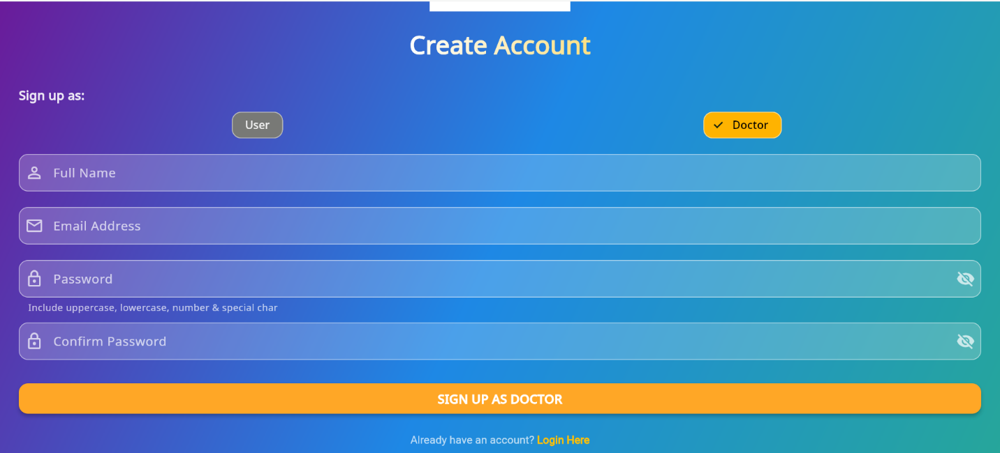 Create Account
Sign up as:
User
Doctor
Full Name
Email Address
Password
Include uppercase, lowercase, number & special char
Confirm Password
SIGN UP AS DOCTOR
Already have an account? Login Here